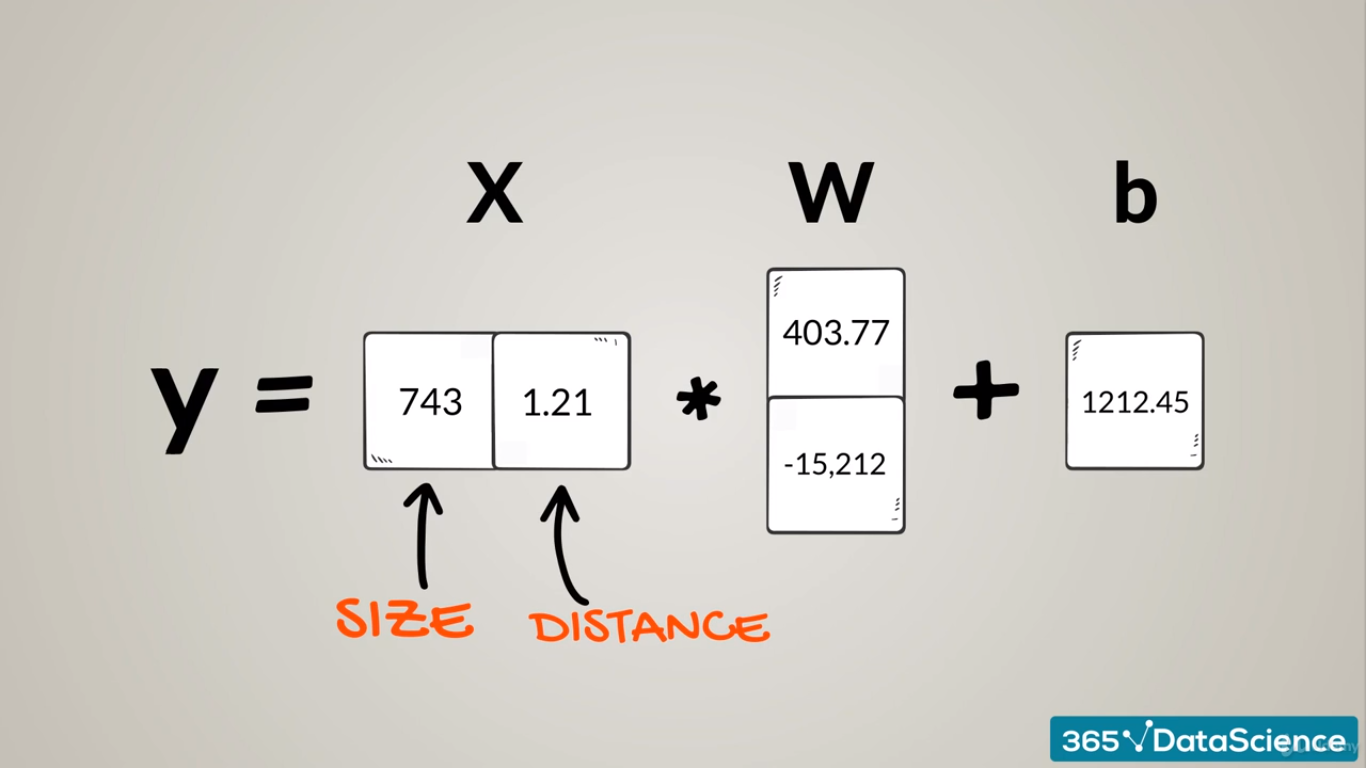 X W b
y = 743 1.21 * 403.77 -15,212 + 1212.45
SIZE DISTANCE
365 DataScience